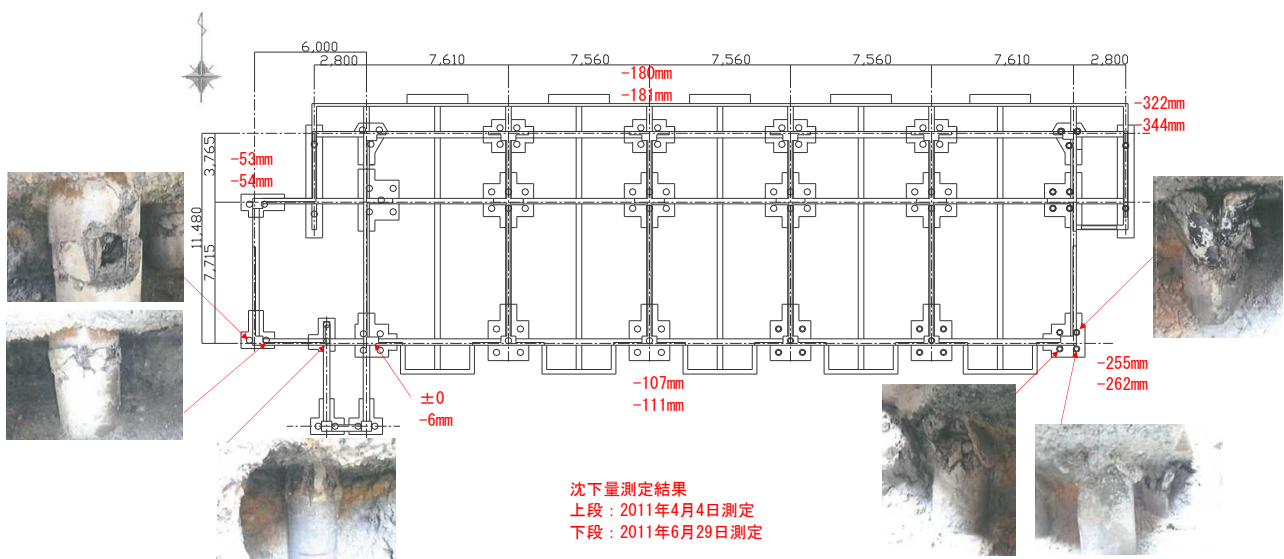 6,000
2,800
7,610
7,560
7,560
7,560
7,610
2,800
-180mm
-181mm
-322mm
-344mm
3,765
11,480
7,715
-53mm
-54mm
±0
-6mm
-107mm
-111mm
-255mm
-262mm
沈下量測定結果
上段：2011年4月4日測定
下段：2011年6月29日測定